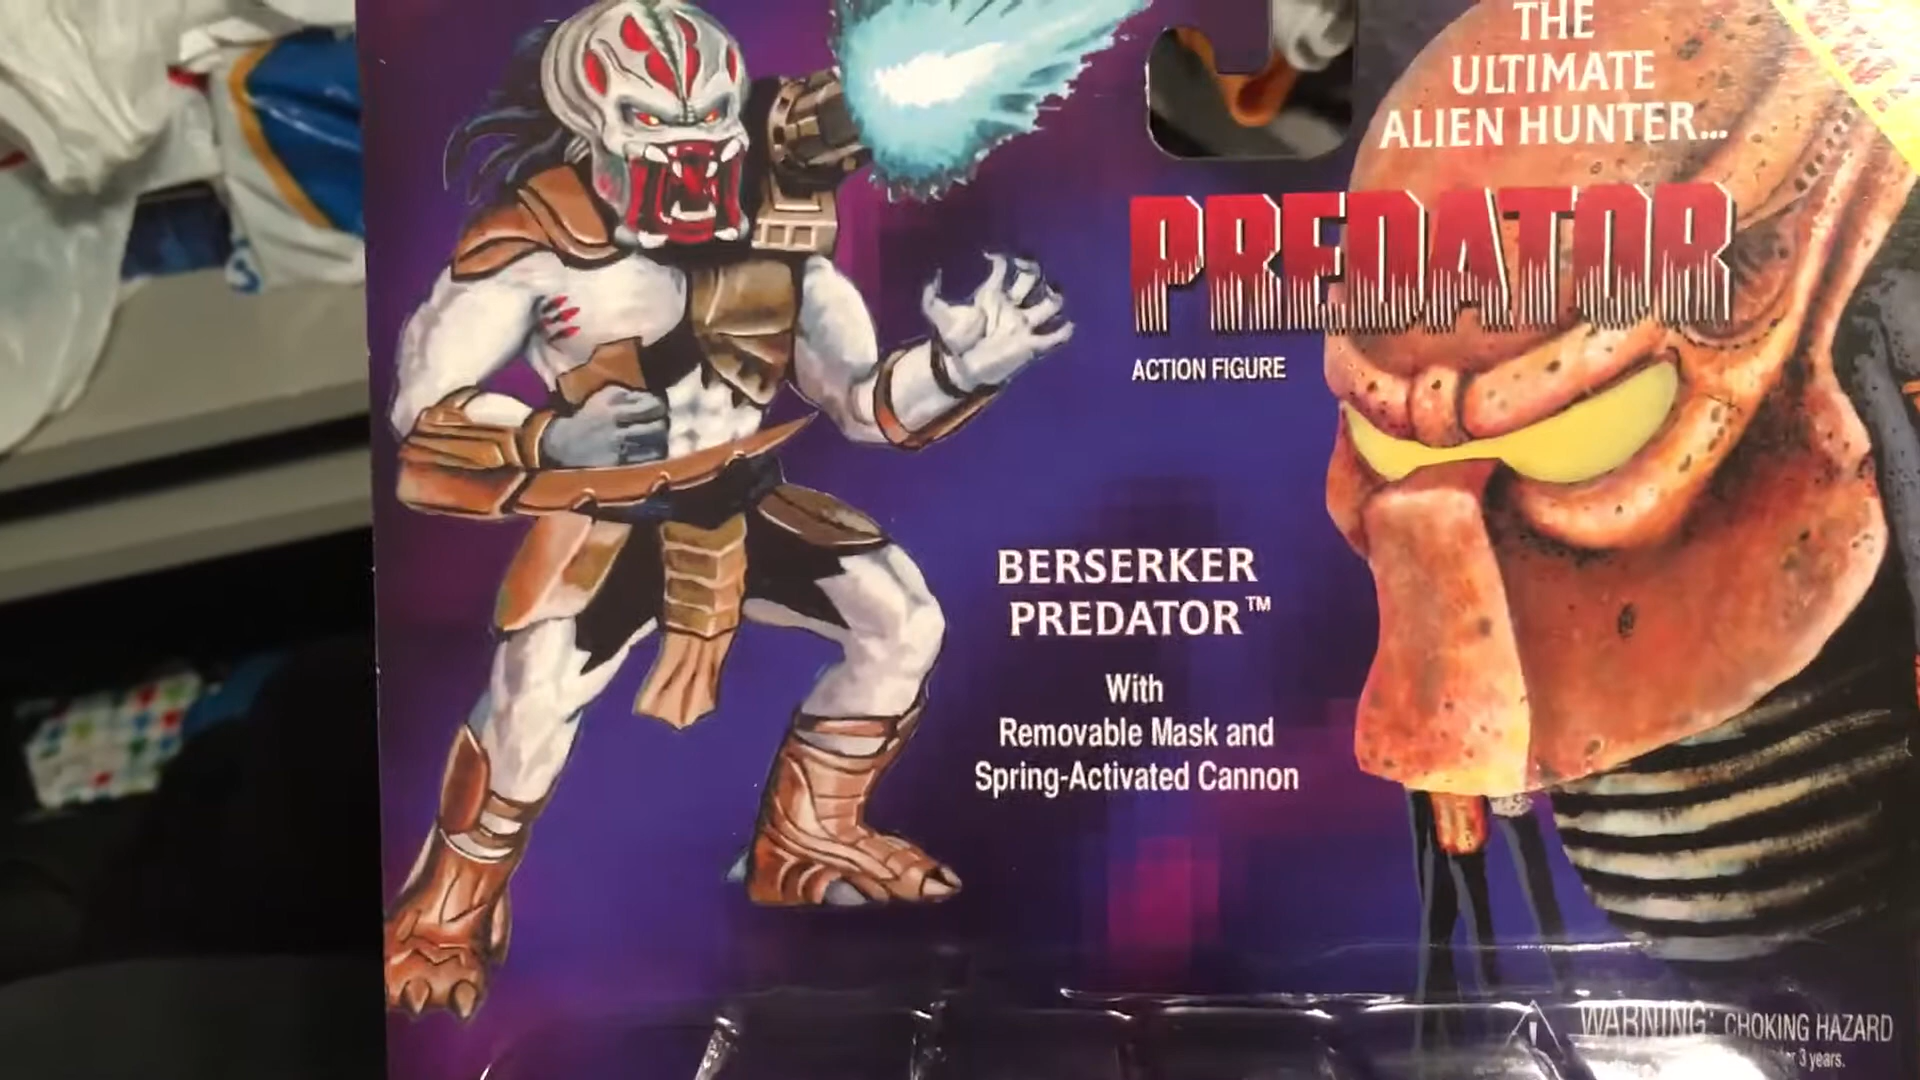 THE
ULTIMATE
ALIEN HUNTER...
PREDATOR
ACTION FIGURE
BERSERKER
PREDATOR™
With
Removable Mask and
Spring-Activated Cannon
WARNING: CHOKING HAZARD
3 years.